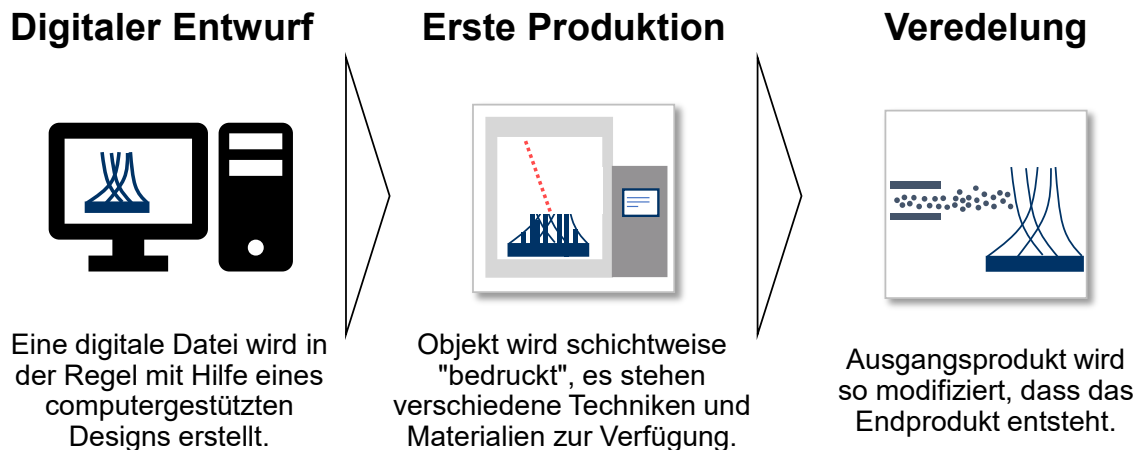 Digitaler Entwurf
Erste Produktion
Veredelung
Eine digitale Datei wird in
der Regel mit Hilfe eines
computergestützten
Designs erstellt.
Objekt wird schichtweise
"bedruckt", es stehen
verschiedene Techniken und
Materialien zur Verfügung.
Ausgangsprodukt wird
so modifiziert, dass das
Endprodukt entsteht.